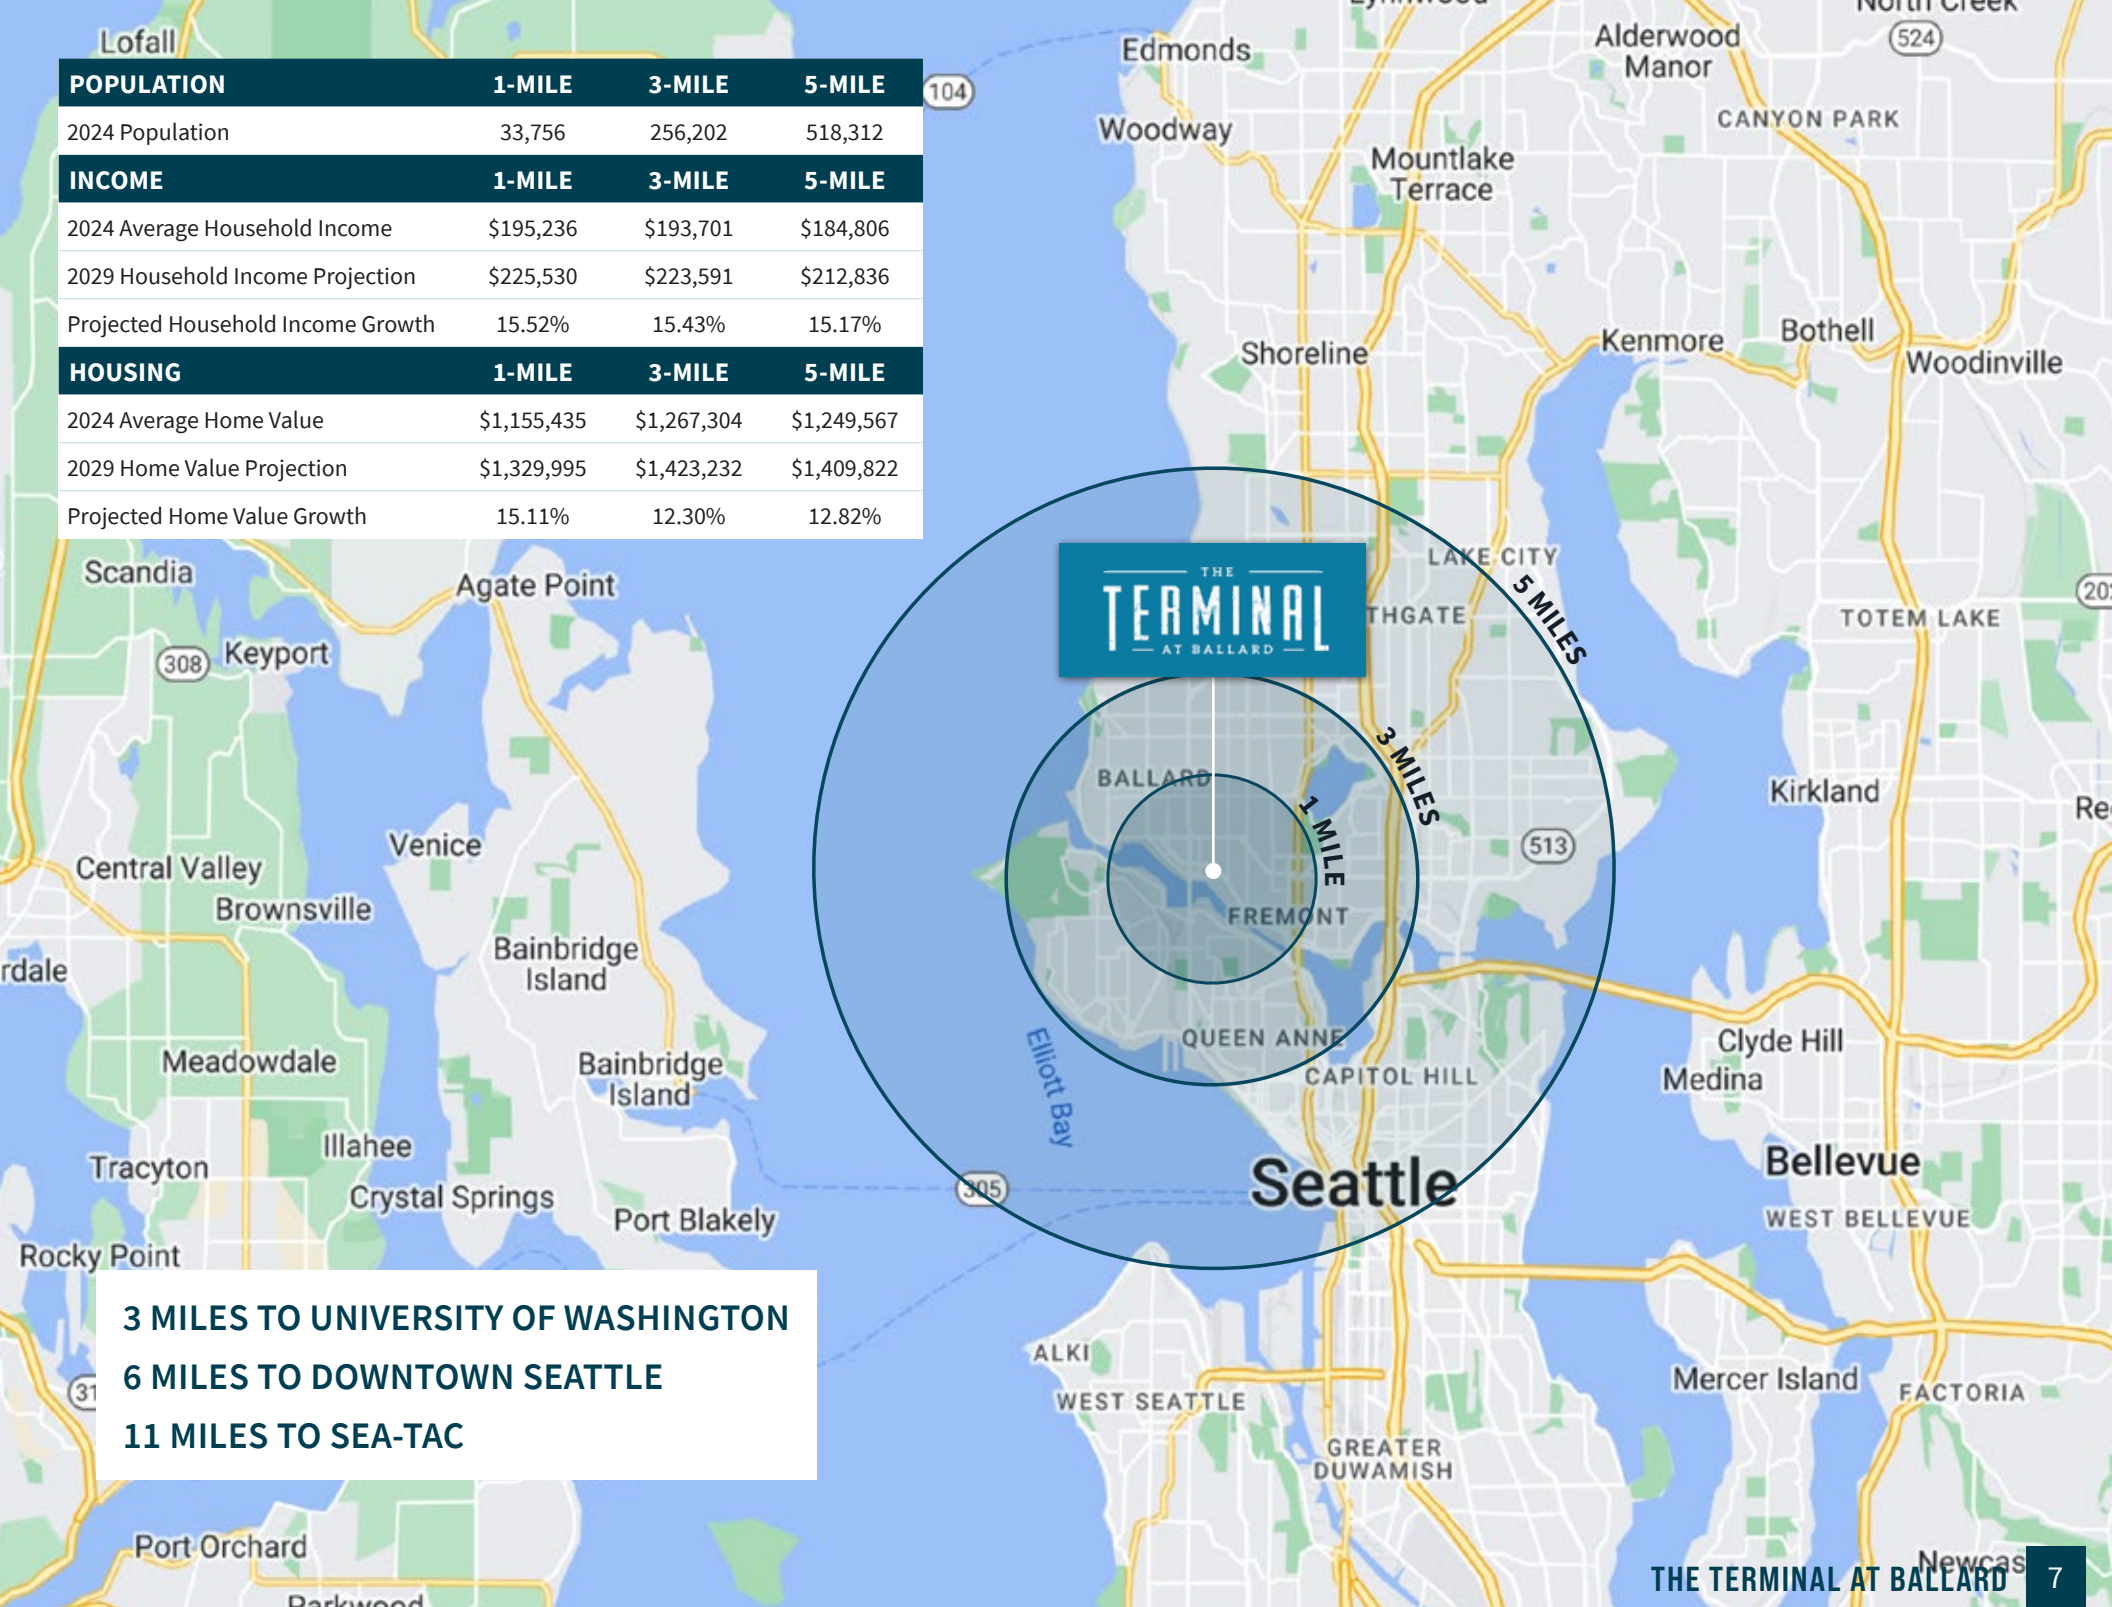 Lofall
POPULATION 1-MILE 3-MILE 5-MILE
2024 Population 33,756 256,202 518,312
INCOME 1-MILE 3-MILE 5-MILE
2024 Average Household Income $195,236 $193,701 $184,806
2029 Household Income Projection $225,530 $223,591 $212,836
Projected Household Income Growth 15.52% 15.43% 15.17%
HOUSING 1-MILE 3-MILE 5-MILE
2024 Average Home Value $1,155,435 $1,267,304 $1,249,567
2029 Home Value Projection $1,329,995 $1,423,232 $1,409,822
Projected Home Value Growth 15.11% 12.30% 12.82%
104
Edmonds
Alderwood
Manor
North Creek
524
Woodway
CANYON PARK
Mountlake
Terrace
Shoreline
Kenmore
Bothell
Woodinville
Scandia
Agate Point
308
Keyport
THE
TERMINAL
AT BALLARD
LAKE CITY
THGATE
5 MILES
TOTEM LAKE
20
3 MILES
BALLARD
1 MILE
Kirkland
Re
513
Venice
Central Valley
Brownsville
FREMONT
Bainbridge
Island
rdale
QUEEN ANNE
Elliott Bay
CAPITOL HILL
Clyde Hill
Medina
Meadowdale
Bainbridge
Island
Illahee
Tracyton
Crystal Springs
Port Blakely
305
Seattle
Bellevue
WEST BELLEVUE
Rocky Point
3 MILES TO UNIVERSITY OF WASHINGTON
6 MILES TO DOWNTOWN SEATTLE
11 MILES TO SEA-TAC
31
ALKI
WEST SEATTLE
Mercer Island
FACTORIA
GREATER
DUWAMISH
Port Orchard
Parkwood
Newcas
THE TERMINAL AT BALLARD 7